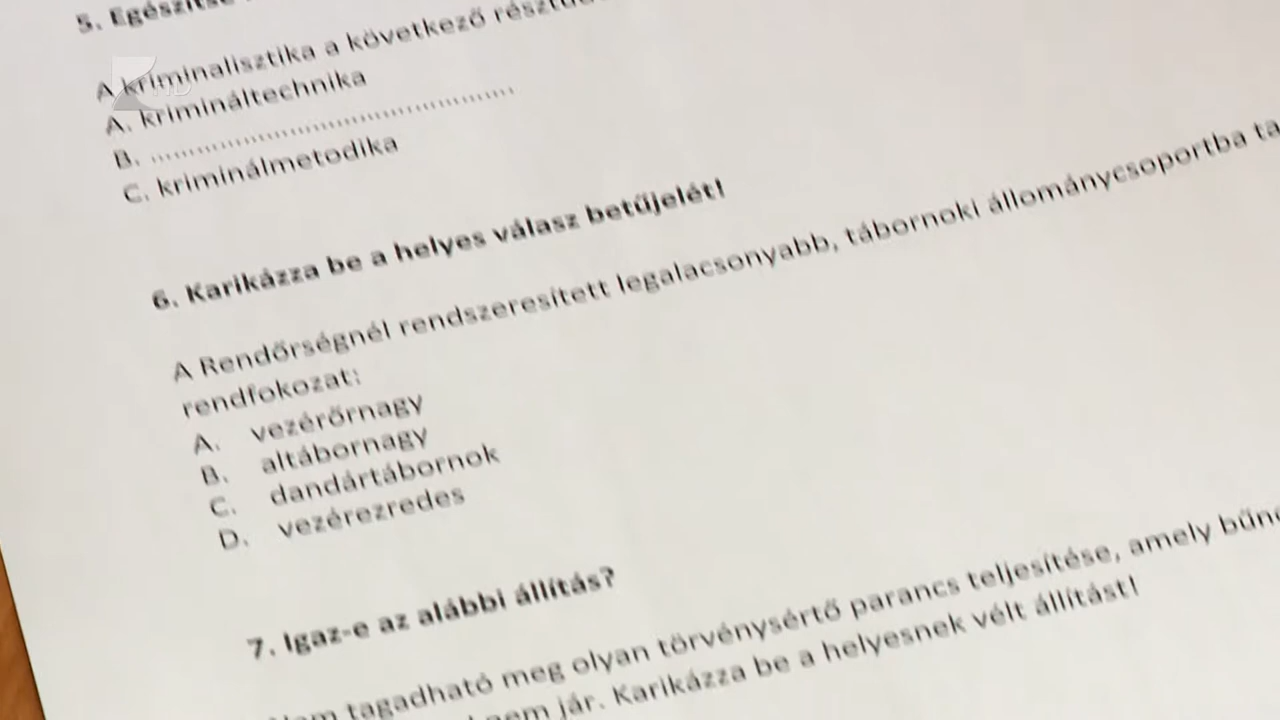 5. Egészítse
A kriminalisztika a következő
A. krimináltechnika
B. ..........................................
C. kriminálmetodika
6. Karikázza be a helyes válasz betűjelét!
A Rendőrségnél rendszeresített legalacsonyabb, tábornoki állománycsoportba
rendfokozat:
A. vezérőrnagy
B. altábornagy
C. dandártábornok
D. vezérezredes
7. Igaz-e az alábbi állítás?
tagadható meg olyan törvénysértő parancs teljesítése, amely
nem jár. Karikázza be a helyesnek vélt állítást!
HD